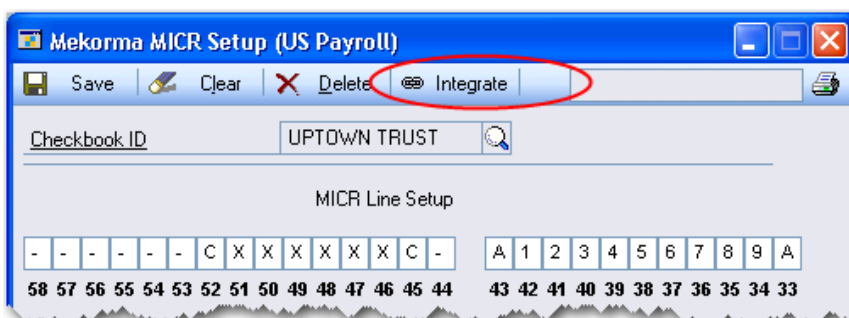 Mekorma MICR Setup (US Payroll)
Save Clear Delete Integrate
Checkbook ID UPTOWN TRUST
MICR Line Setup
- - - - - - C X X X X X X C - A 1 2 3 4 5 6 7 8 9 A
58 57 56 55 54 53 52 51 50 49 48 47 46 45 44 43 42 41 40 39 38 37 36 35 34 33